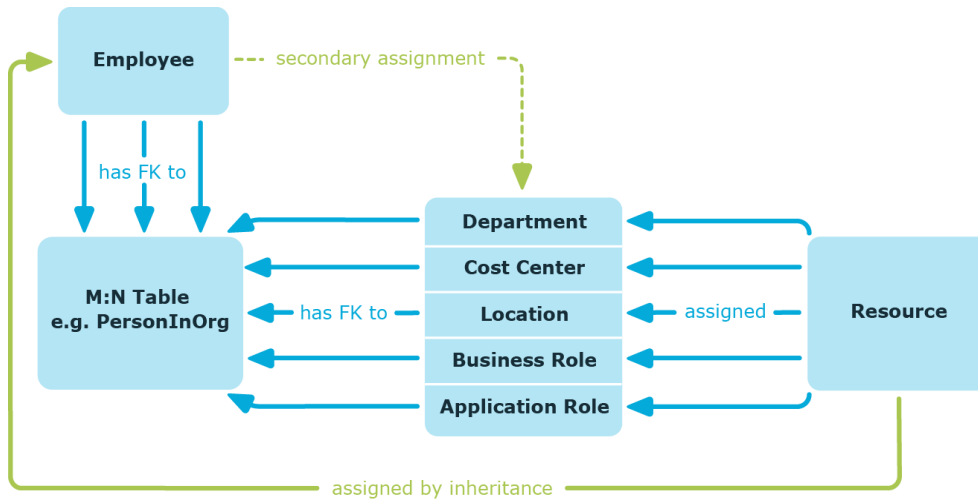 Employee
secondary assignment
has FK to
Department
Cost Center
M:N Table
e.g. PersonInOrg
has FK to
Location
assigned
Resource
Business Role
Application Role
assigned by inheritance